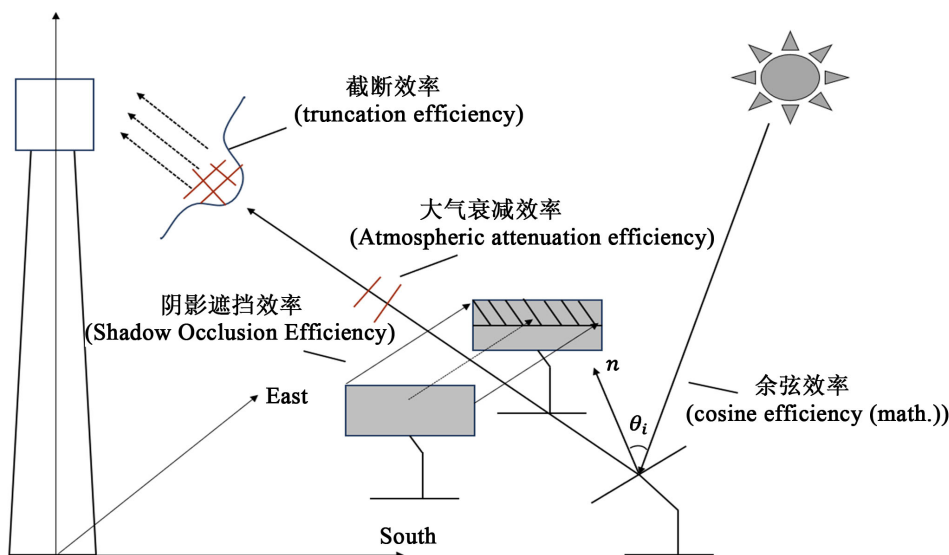 截断效率
(truncation efficiency)
大气衰减效率
(Atmospheric attenuation efficiency)
阴影遮挡效率
(Shadow Occlusion Efficiency)
n
余弦效率
(cosine efficiency (math.))
East
θᵢ
South